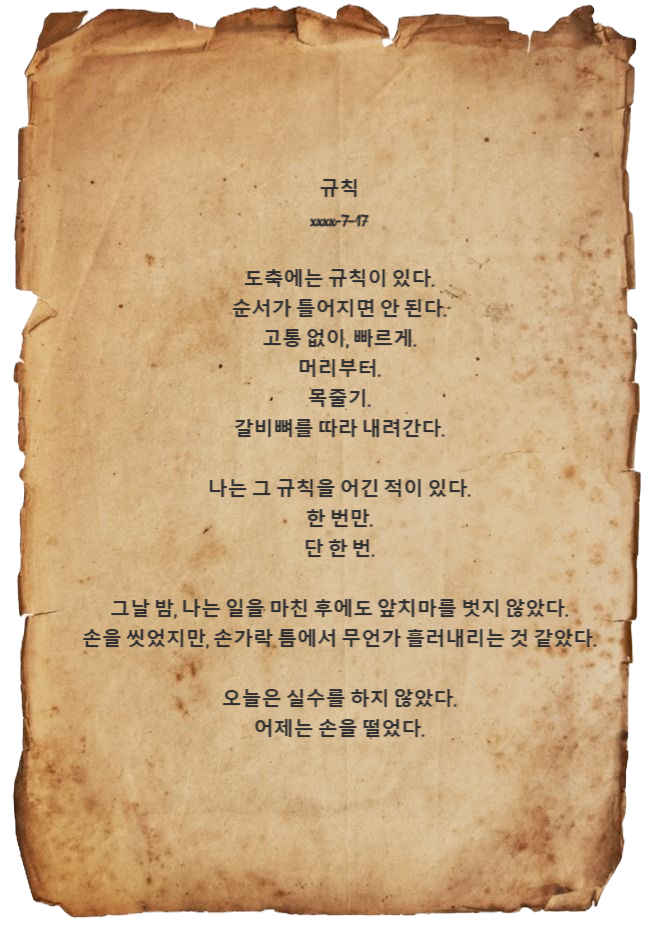 규칙
xxxx-7-17
도축에는 규칙이 있다.
순서가 틀어지면 안 된다.
고통 없이, 빠르게.
머리부터.
목줄기.
갈비뼈를 따라 내려간다.
나는 그 규칙을 어긴 적이 있다.
한 번만.
단 한 번.
그날 밤, 나는 일을 마친 후에도 앞치마를 벗지 않았다.
손을 씻었지만, 손가락 틈에서 무언가 흘러내리는 것 같았다.
오늘은 실수를 하지 않았다.
어제는 손을 떨었다.